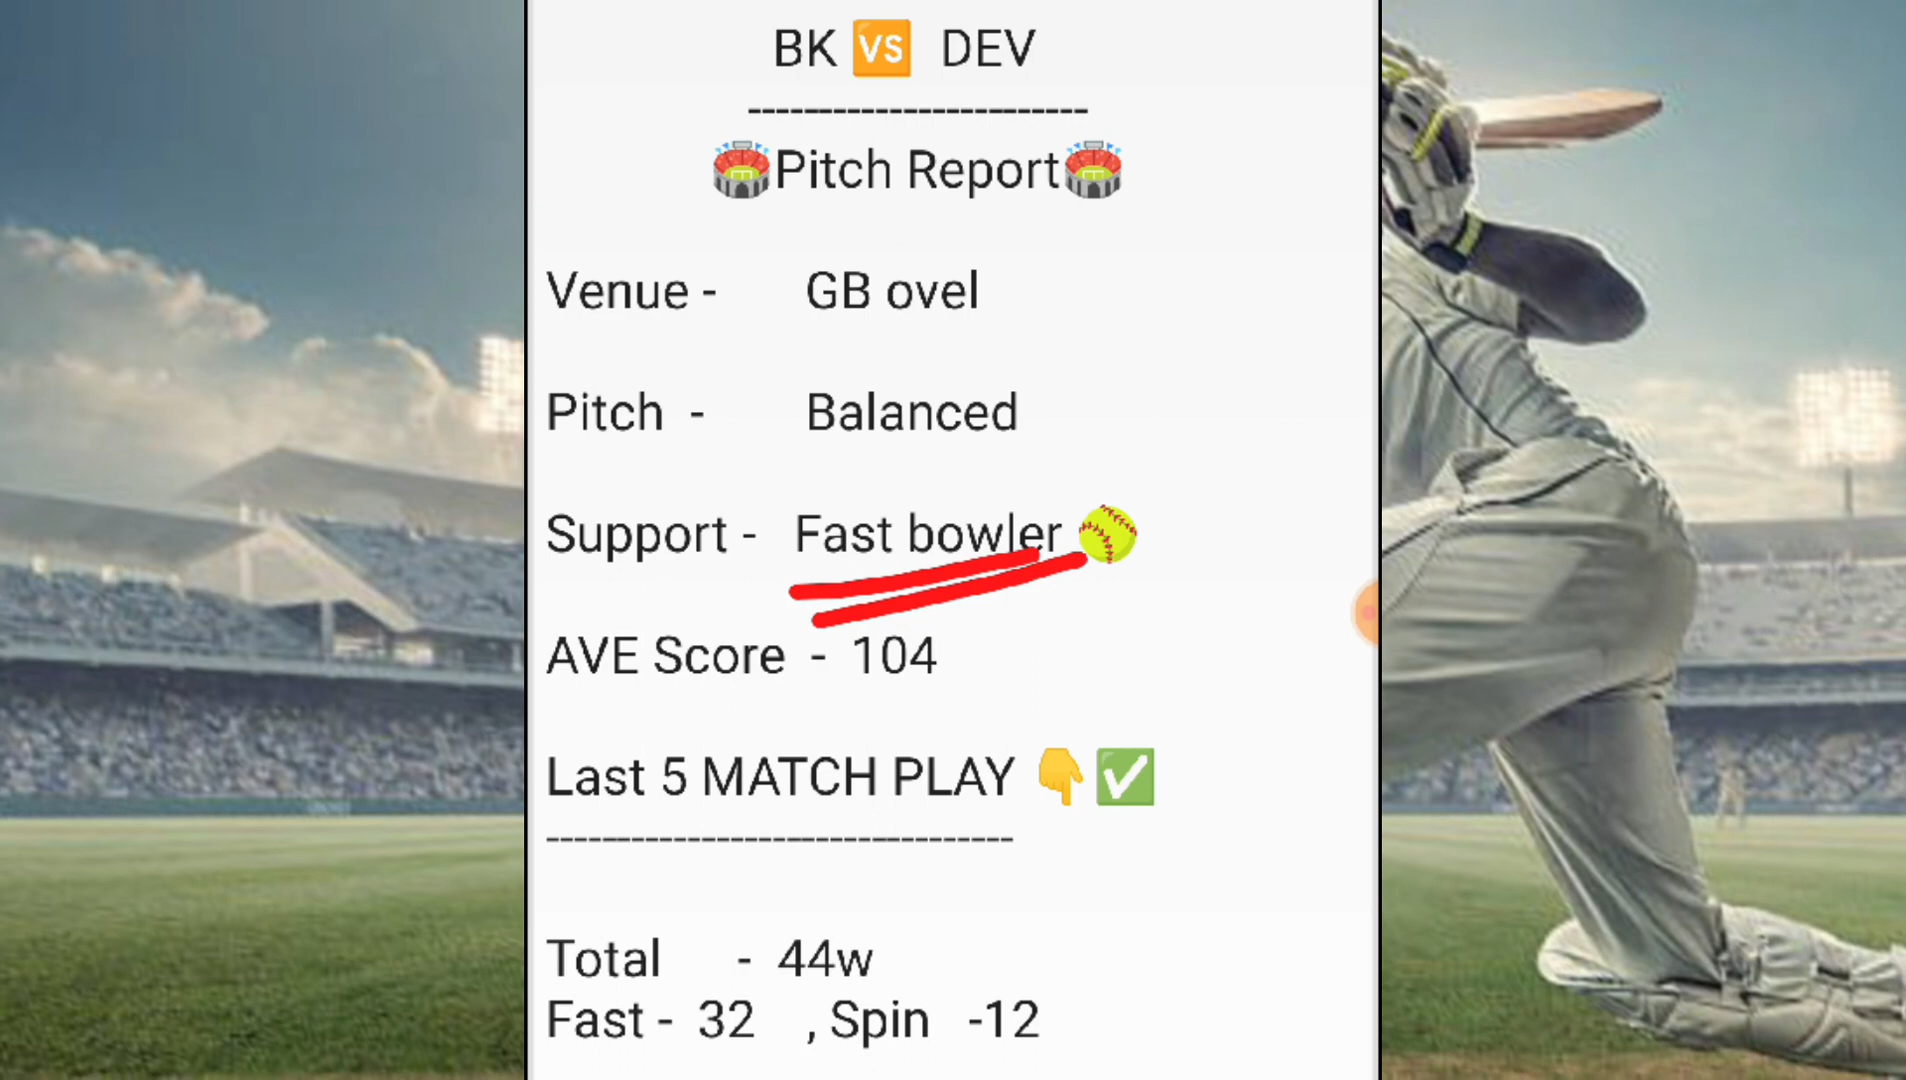 BK 🆚 DEV
------------------------
🏟️Pitch Report🏟️
Venue - GB ovel
Pitch - Balanced
Support - Fast bowler 🥎
AVE Score - 104
Last 5 MATCH PLAY 👇✅
---------------------------------
Total - 44w
Fast - 32 , Spin -12